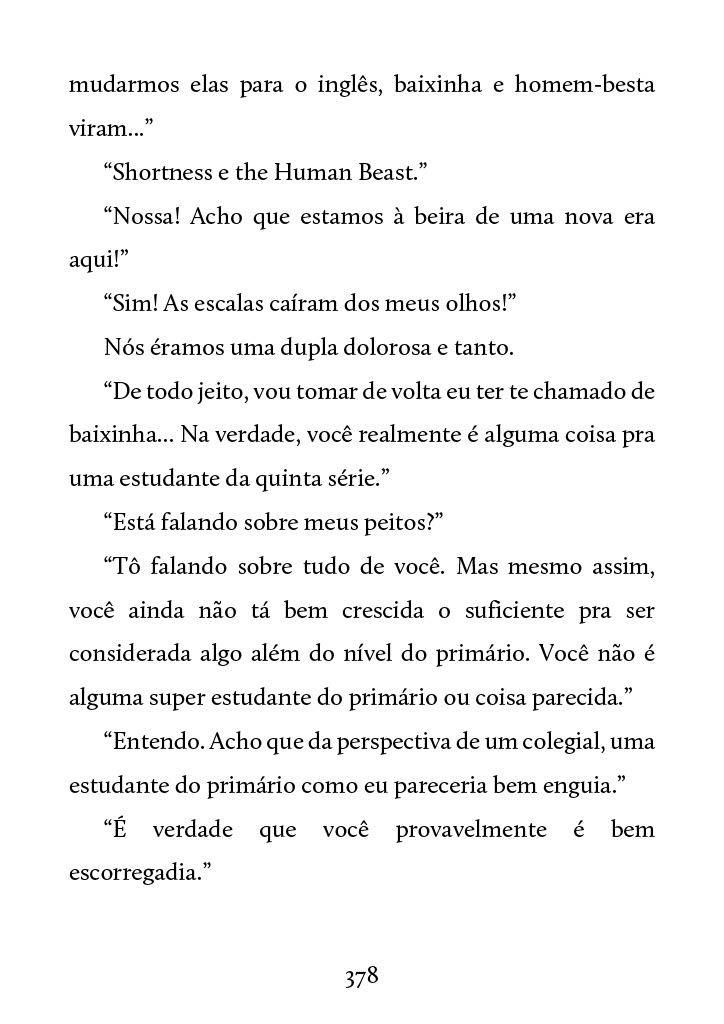 mudarmos elas para o inglês, baixinha e homem-besta
viram...”
“Shortness e the Human Beast.”
“Nossa! Acho que estamos à beira de uma nova era
aqui!”
“Sim! As escalas caíram dos meus olhos!”
Nós éramos uma dupla dolorosa e tanto.
“De todo jeito, vou tomar de volta eu ter te chamado de
baixinha... Na verdade, você realmente é alguma coisa pra
uma estudante da quinta série.”
“Está falando sobre meus peitos?”
“Tô falando sobre tudo de você. Mas mesmo assim,
você ainda não tá bem crescida o suficiente pra ser
considerada algo além do nível do primário. Você não é
alguma super estudante do primário ou coisa parecida.”
“Entendo. Acho que da perspectiva de um colegial, uma
estudante do primário como eu pareceria bem enguia.”
“É verdade que você provavelmente é bem
escorregadia.”
378